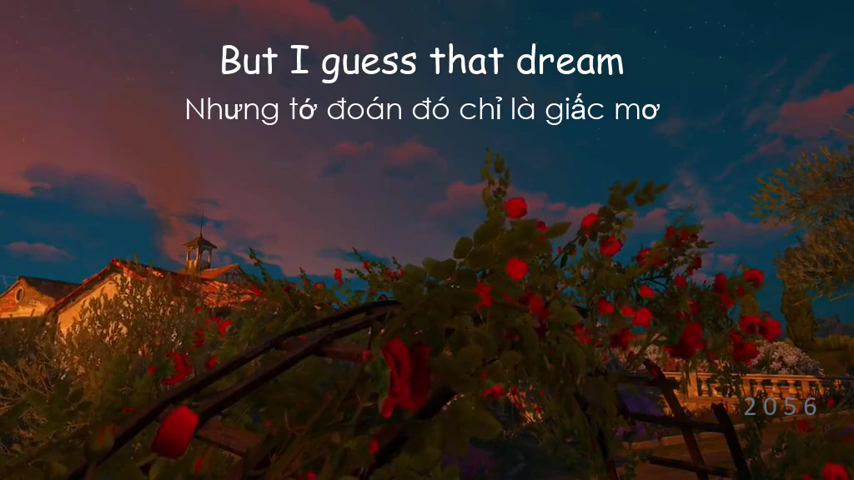 But I guess that dream
Nhưng tớ đoán đó chỉ là giấc mơ
2056